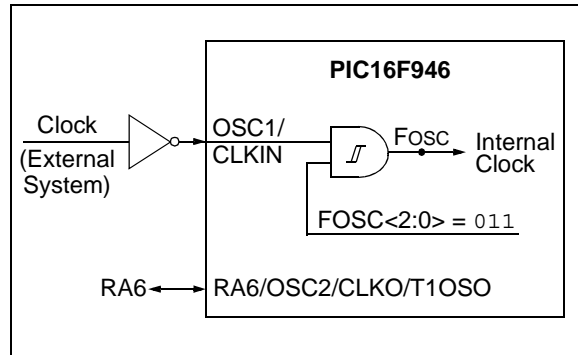 PIC16F946
Clock
(External
System)
OSC1/
CLKIN
FOSC
Internal
Clock
FOSC<2:0> = 011
RA6
RA6/OSC2/CLKO/T1OSO